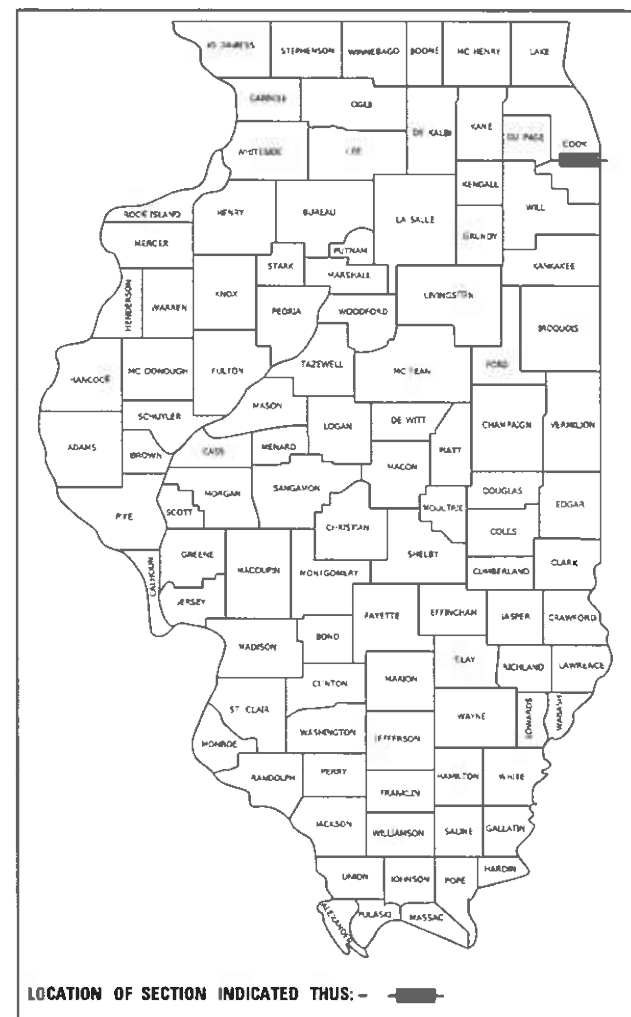 JO DAVIESS STEPHENSON WINNEBAGO BOONE MC HENRY LAKE
CARROLL OGLE DE KALB KANE DU PAGE COOK
WHITESIDE LEE
KENDALL WILL
ROCK ISLAND HENRY BUREAU LA SALLE GRUNDY
MERCER PUTNAM
STARK MARSHALL KANKAKEE
HENDERSON WARREN KNOX PEORIA WOODFORD LIVINGSTON IROQUOIS
TAZEWELL MC LEAN FORD
HANCOCK MC DONOUGH FULTON
MASON
SCHUYLER LOGAN DE WITT CHAMPAIGN VERMILION
ADAMS BROWN CASS MENARD PIATT
MACON
MORGAN SANGAMON DOUGLAS
PIKE SCOTT MOULTRIE EDGAR
CHRISTIAN COLES
GREENE SHELBY
CALHOUN MACOUPIN MONTGOMERY CUMBERLAND CLARK
JERSEY
FAYETTE EFFINGHAM JASPER CRAWFORD
BOND
MADISON CLAY RICHLAND LAWRENCE
CLINTON MARION
ST. CLAIR WAYNE EDWARDS WABASH
WASHINGTON JEFFERSON
MONROE
RANDOLPH PERRY HAMILTON WHITE
FRANKLIN
JACKSON WILLIAMSON SALINE GALLATIN
UNION JOHNSON POPE HARDIN
ALEXANDER PULASKI MASSAC
LOCATION OF SECTION INDICATED THUS: -